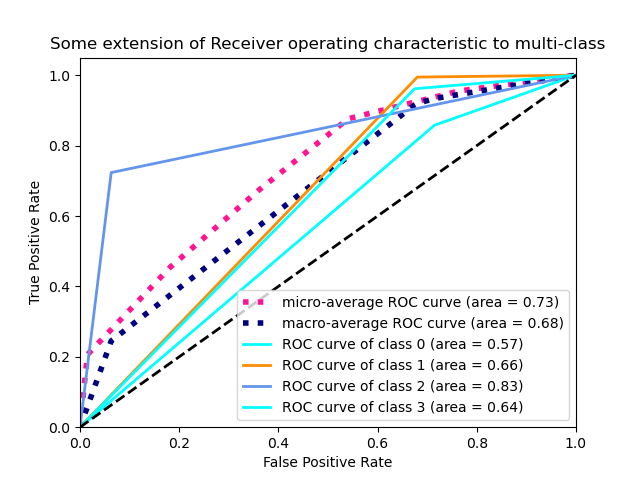 Some extension of Receiver operating characteristic to multi-class
1.0
0.8
0.6
0.4
0.2
0.0
True Positive Rate
micro-average ROC curve (area = 0.73)
macro-average ROC curve (area = 0.68)
ROC curve of class 0 (area = 0.57)
ROC curve of class 1 (area = 0.66)
ROC curve of class 2 (area = 0.83)
ROC curve of class 3 (area = 0.64)
0.0 0.2 0.4 0.6 0.8 1.0
False Positive Rate